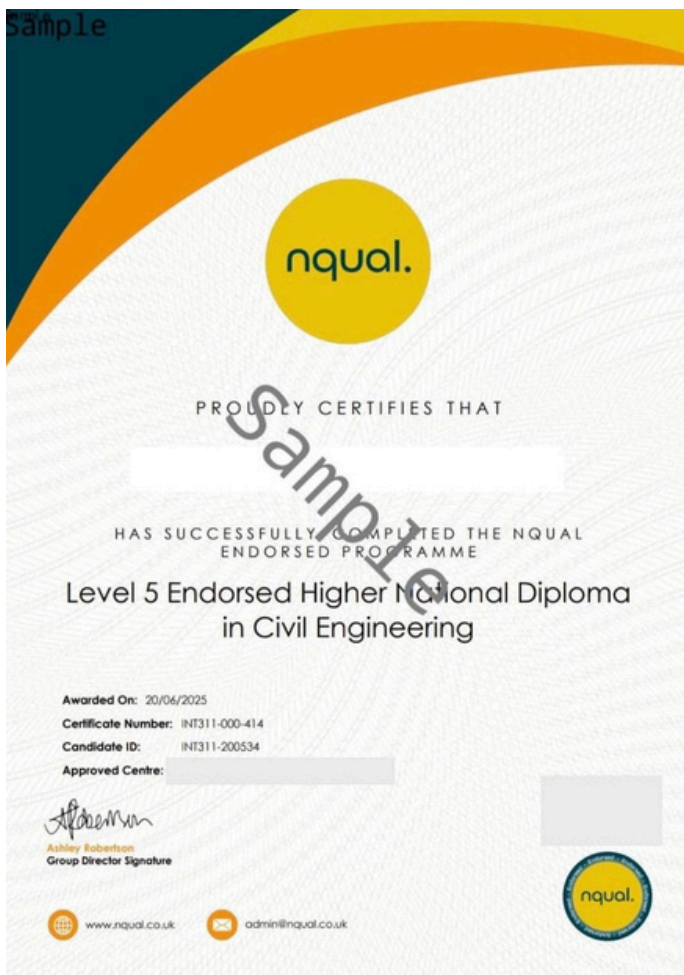 Sample
nqual.
PROUDLY CERTIFIES THAT
Sample
HAS SUCCESSFULLY COMPLETED THE NQUAL
ENDORSED PROGRAMME
Level 5 Endorsed Higher National Diploma
in Civil Engineering
Awarded On: 20/06/2025
Certificate Number: INT311-000-414
Candidate ID: INT311-200534
Approved Centre:
Ashley Robertson
Group Director Signature
nqual.
www.nqual.co.uk
admin@nqual.co.uk